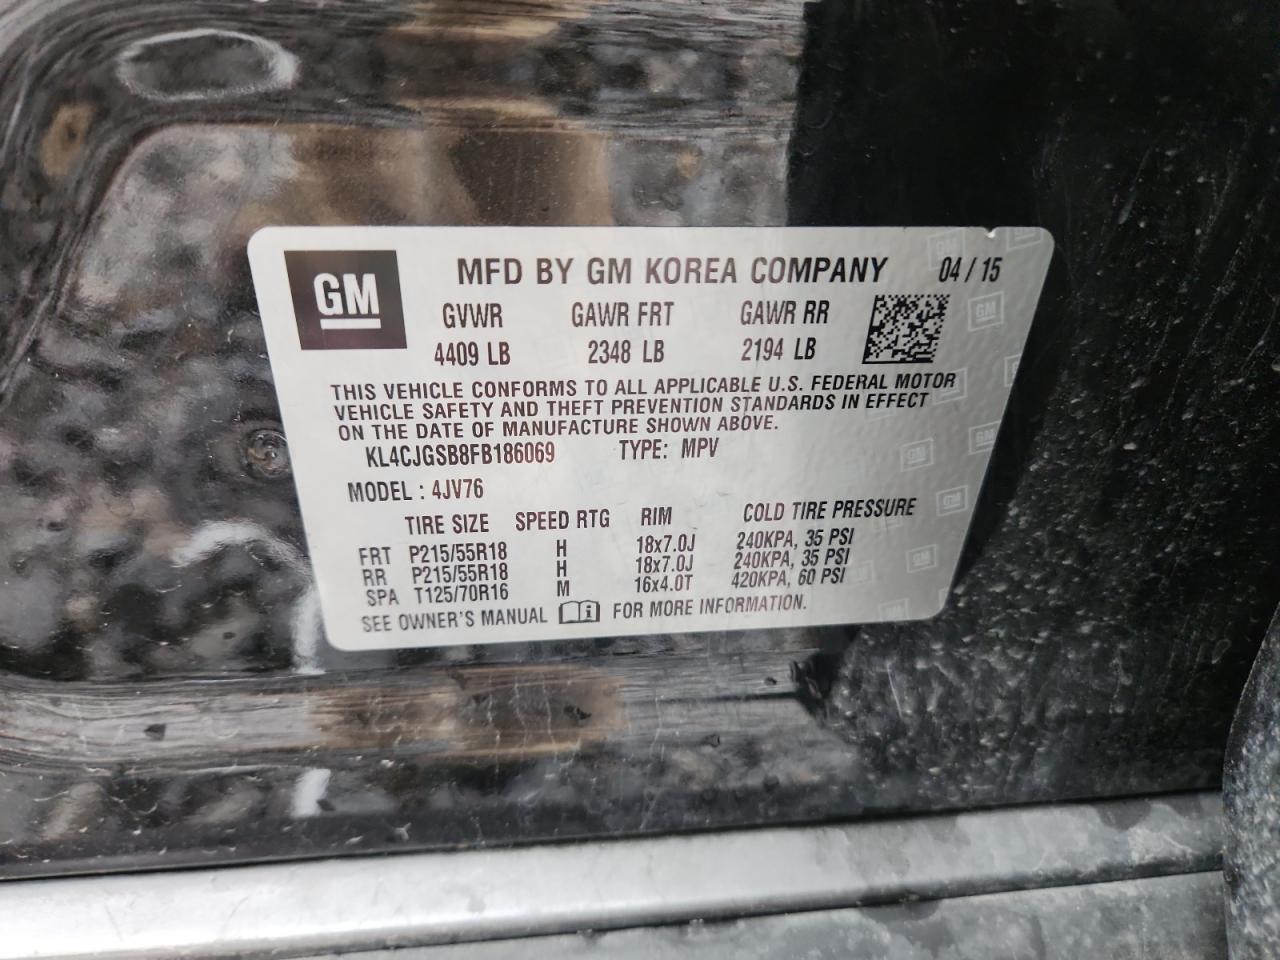 GM
MFD BY GM KOREA COMPANY 04 / 15
GVWR GAWR FRT GAWR RR
4409 LB 2348 LB 2194 LB
THIS VEHICLE CONFORMS TO ALL APPLICABLE U.S. FEDERAL MOTOR
VEHICLE SAFETY AND THEFT PREVENTION STANDARDS IN EFFECT
ON THE DATE OF MANUFACTURE SHOWN ABOVE.
KL4CJGSB8FB186069 TYPE: MPV
MODEL : 4JV76
TIRE SIZE SPEED RTG RIM COLD TIRE PRESSURE
FRT P215/55R18 H 18x7.0J 240KPA, 35 PSI
RR P215/55R18 H 18x7.0J 240KPA, 35 PSI
SPA T125/70R16 M 16x4.0T 420KPA, 60 PSI
SEE OWNER'S MANUAL FOR MORE INFORMATION.